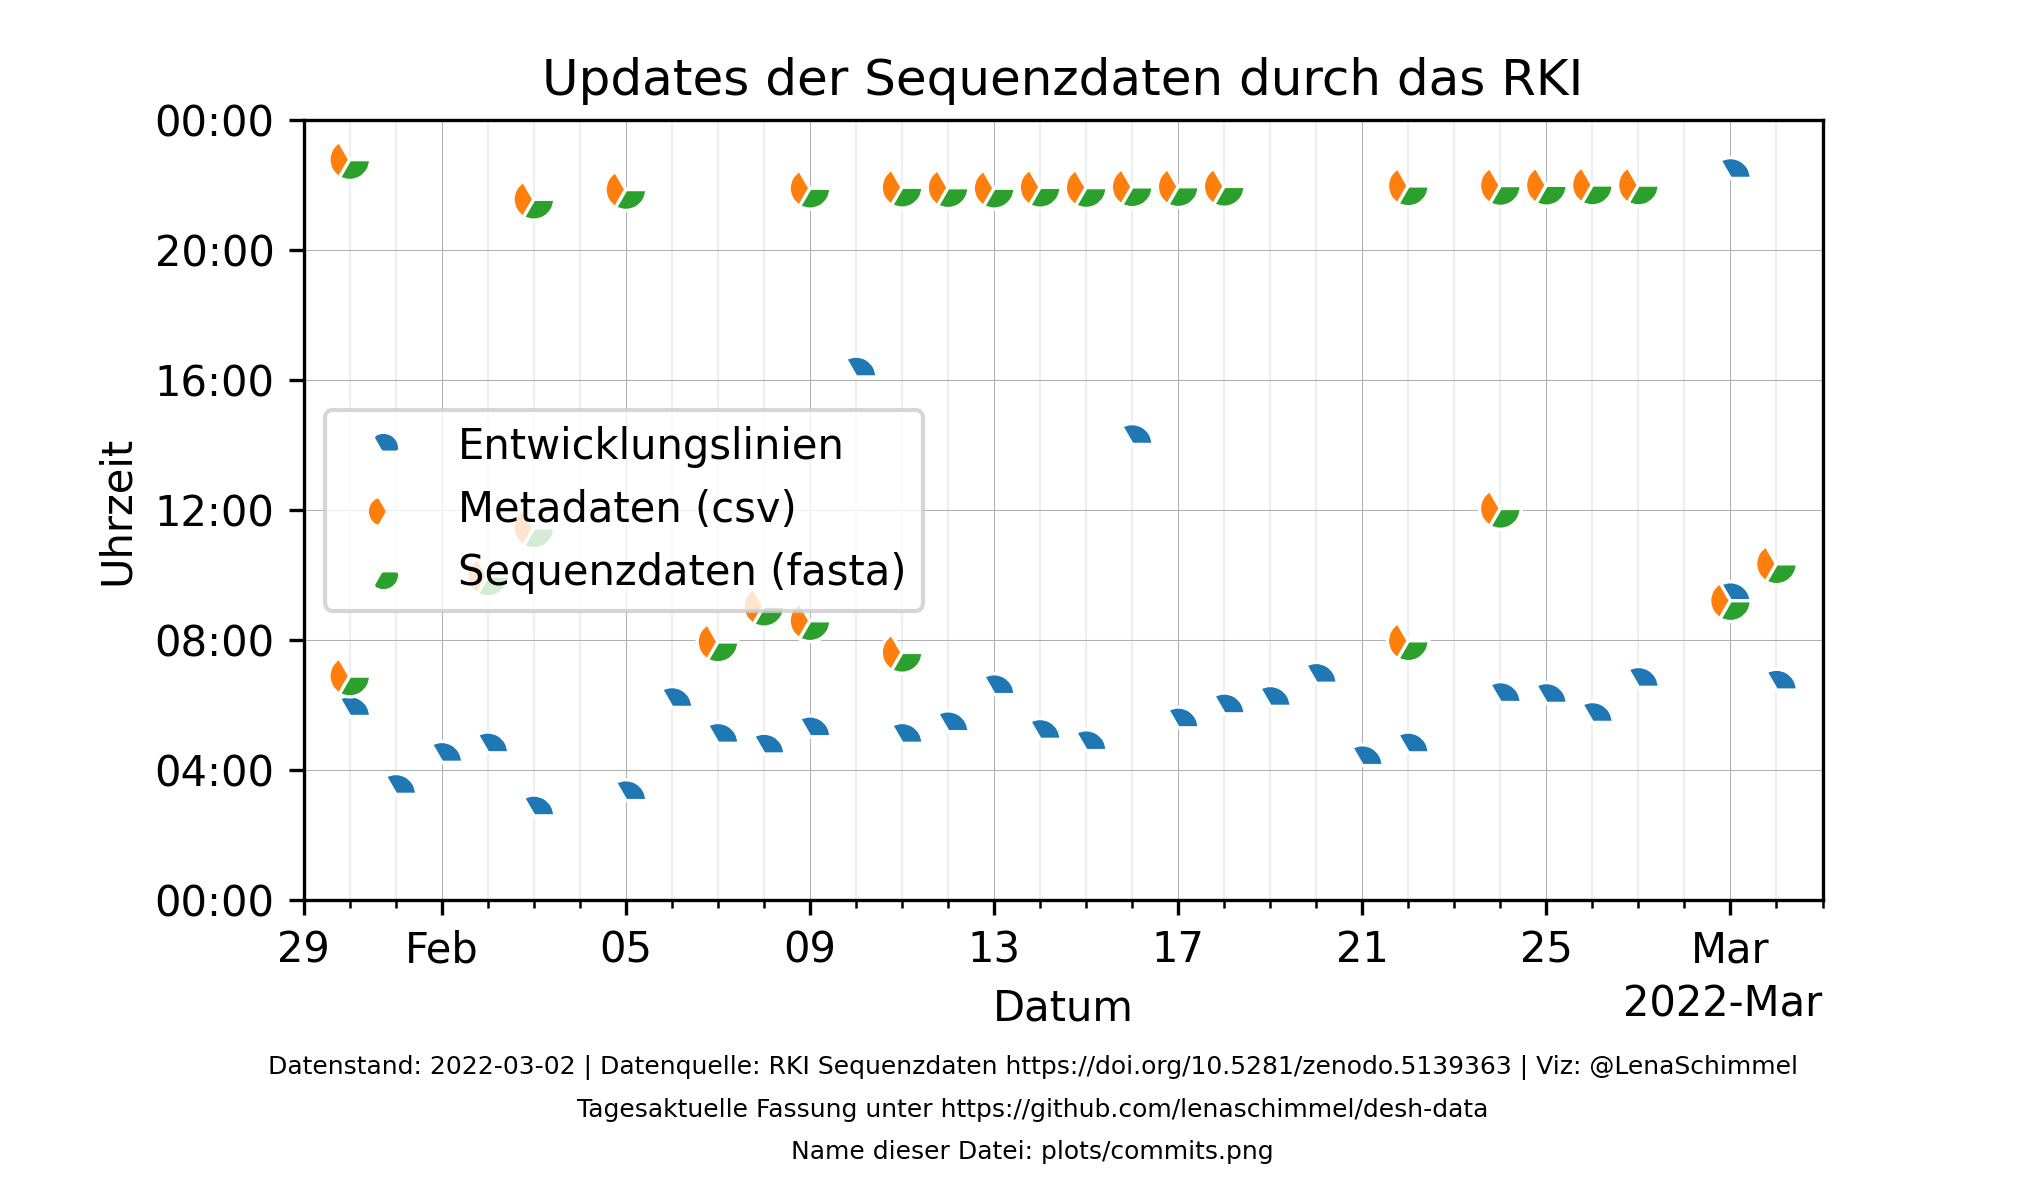 Updates der Sequenzdaten durch das RKI
00:00
20:00
16:00
12:00
08:00
04:00
00:00
Uhrzeit
Entwicklungslinien
Metadaten (csv)
Sequenzdaten (fasta)
29 Feb 05 09 13 17 21 25 Mar
2022-Mar
Datum
Datenstand: 2022-03-02 | Datenquelle: RKI Sequenzdaten https://doi.org/10.5281/zenodo.5139363 | Viz: @LenaSchimmel
Tagesaktuelle Fassung unter https://github.com/lenaschimmel/desh-data
Name dieser Datei: plots/commits.png